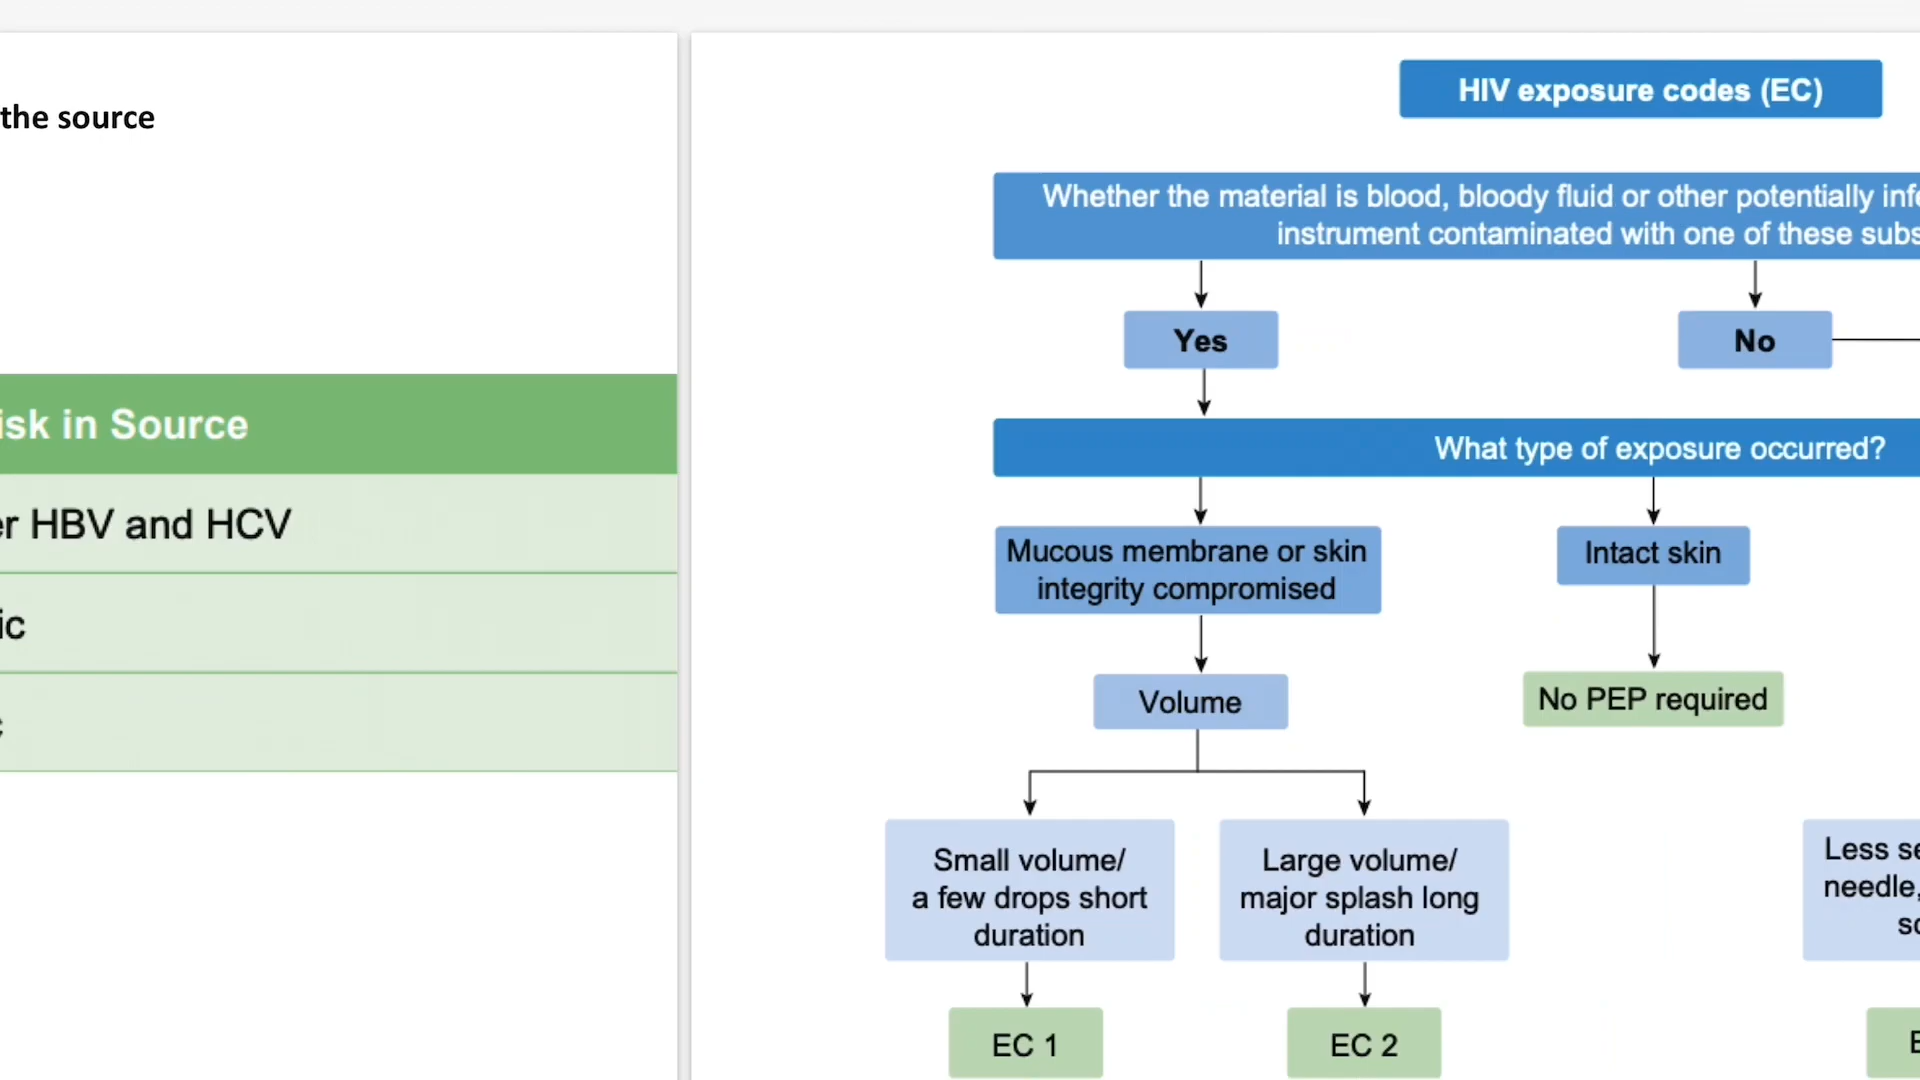 the source
isk in Source
er HBV and HCV
ic
HIV exposure codes (EC)
Whether the material is blood, bloody fluid or other potentially inf
instrument contaminated with one of these subs
Yes
No
What type of exposure occurred?
Mucous membrane or skin
integrity compromised
Intact skin
Volume
No PEP required
Small volume/
a few drops short
duration
Large volume/
major splash long
duration
Less se
needle,
sc
EC 1
EC 2
E